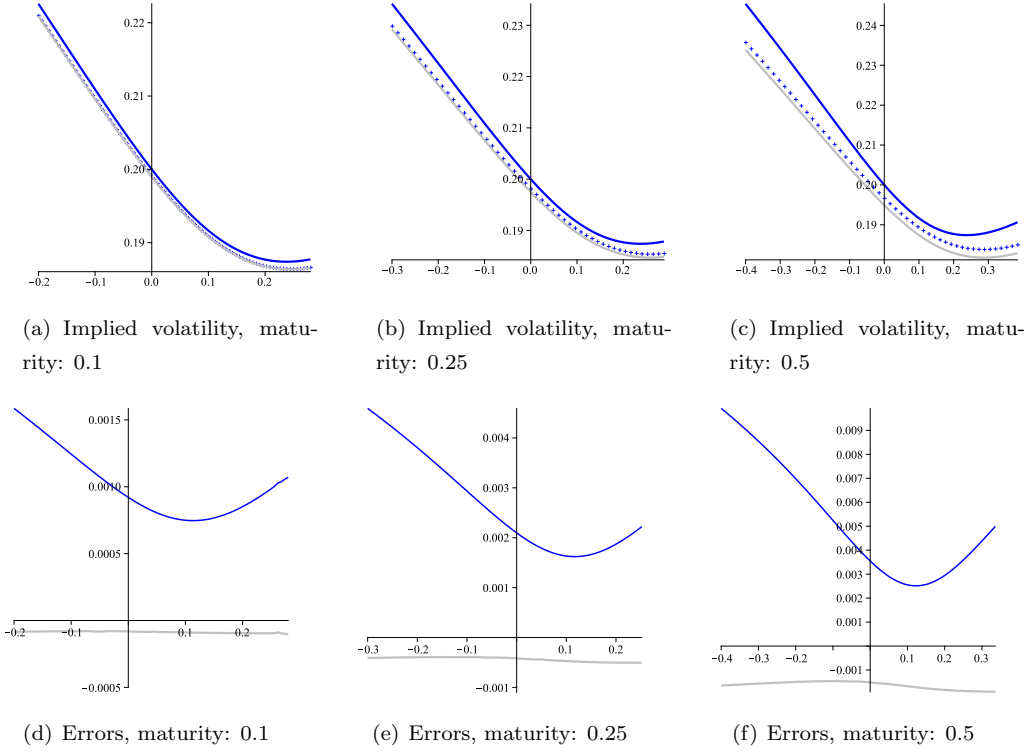 0.22 0.23 0.24
0.23
0.21 0.22 0.22
0.21 0.21
0.20 0.20 0.20
0.19 0.19 0.19
-0.2 -0.1 0.0 0.1 0.2 -0.3 -0.2 -0.1 0.0 0.1 0.2 -0.4 -0.3 -0.2 -0.1 0.0 0.1 0.2 0.3
(a) Implied volatility, matu-
rity: 0.1
(b) Implied volatility, matu-
rity: 0.25
(c) Implied volatility, matu-
rity: 0.5
0.0015
0.0010
0.0005
-0.2 -0.1 0.1 0.2
-0.0005
0.004
0.003
0.002
0.001
-0.3 -0.2 -0.1 0.1 0.2
-0.001
0.009
0.008
0.007
0.006
0.005
0.004
0.003
0.002
0.001
-0.4 -0.3 -0.2 -0.1 0.1 0.2 0.3
-0.001
(d) Errors, maturity: 0.1
(e) Errors, maturity: 0.25
(f) Errors, maturity: 0.5